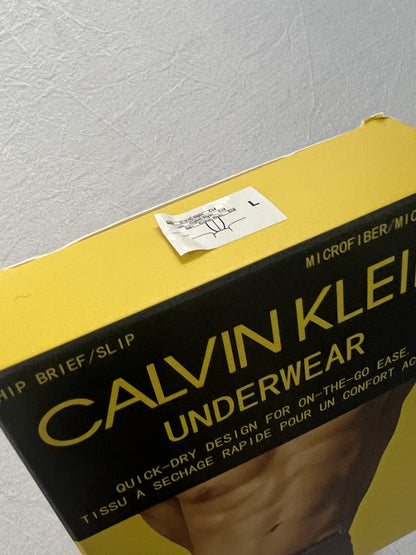 L
MICROFIBER/MIC
HIP BRIEF/SLIP
CALVIN KLEI
UNDERWEAR
QUICK-DRY DESIGN FOR ON-THE-GO EASE.
TISSU A SECHAGE RAPIDE POUR UN CONFORT AC